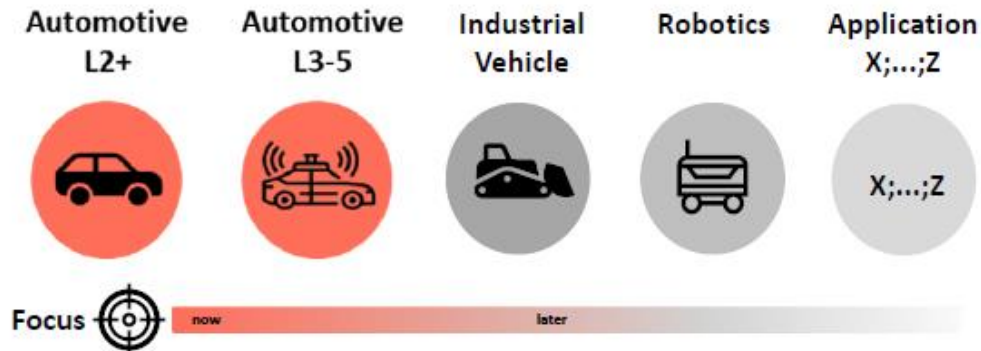 Automotive
L2+
Automotive
L3-5
Industrial
Vehicle
Robotics
Application
X;...;Z
X;...;Z
Focus
now
later